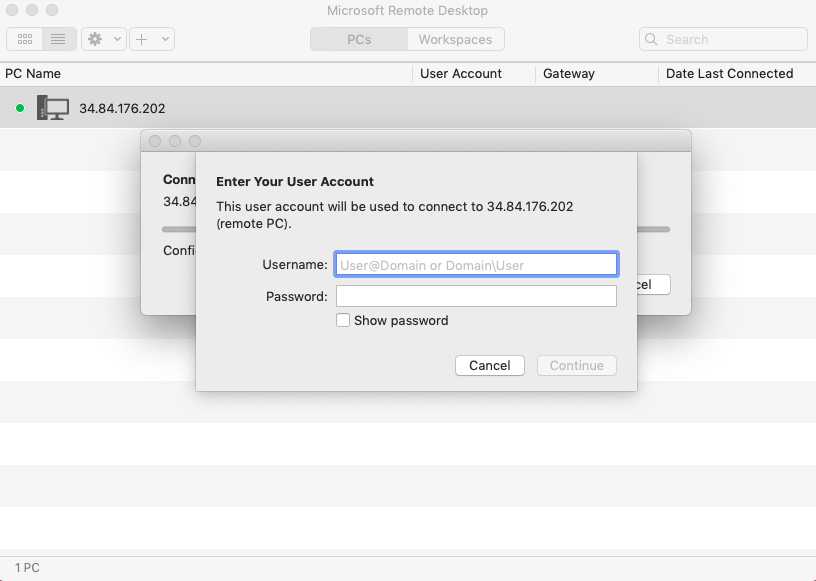 Microsoft Remote Desktop
PCs
Workspaces
Search
PC Name
User Account
Gateway
Date Last Connected
34.84.176.202
Conn
34.84
Confi
cel
Enter Your User Account
This user account will be used to connect to 34.84.176.202
(remote PC).
Username:
User@Domain or Domain\User
Password:
Show password
Cancel
Continue
1 PC